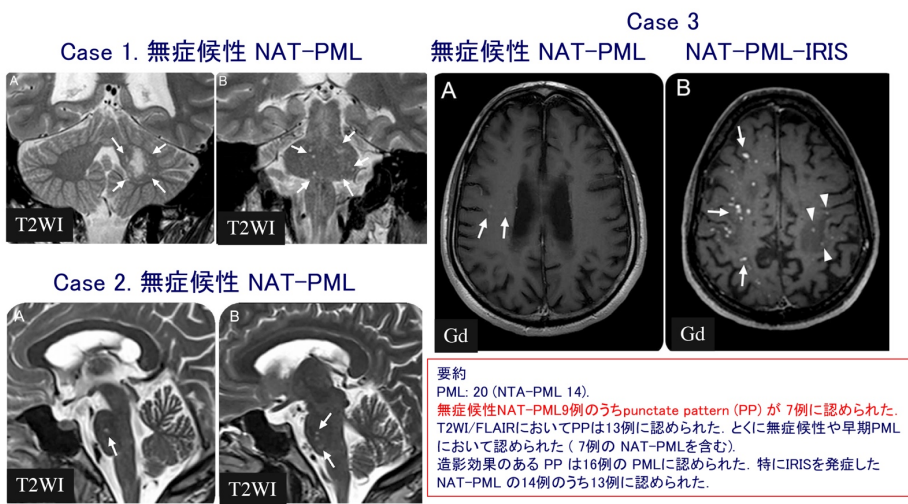 Case 1. 無症候性 NAT-PML
A
B
T2WI
T2WI
Case 2. 無症候性 NAT-PML
A
B
T2WI
T2WI
Case 3
無症候性 NAT-PML
NAT-PML-IRIS
A
B
Gd
Gd
要約
PML: 20 (NTA-PML 14).
無症候性NAT-PML9例のうちpunctate pattern (PP) が 7例に認められた.
T2WI/FLAIRにおいてPPは13例に認められた. とくに無症候性や早期PML
において認められた ( 7例の NAT-PMLを含む).
造影効果のある PP は16例の PMLに認められた. 特にIRISを発症した
NAT-PML の14例のうち13例に認められた.